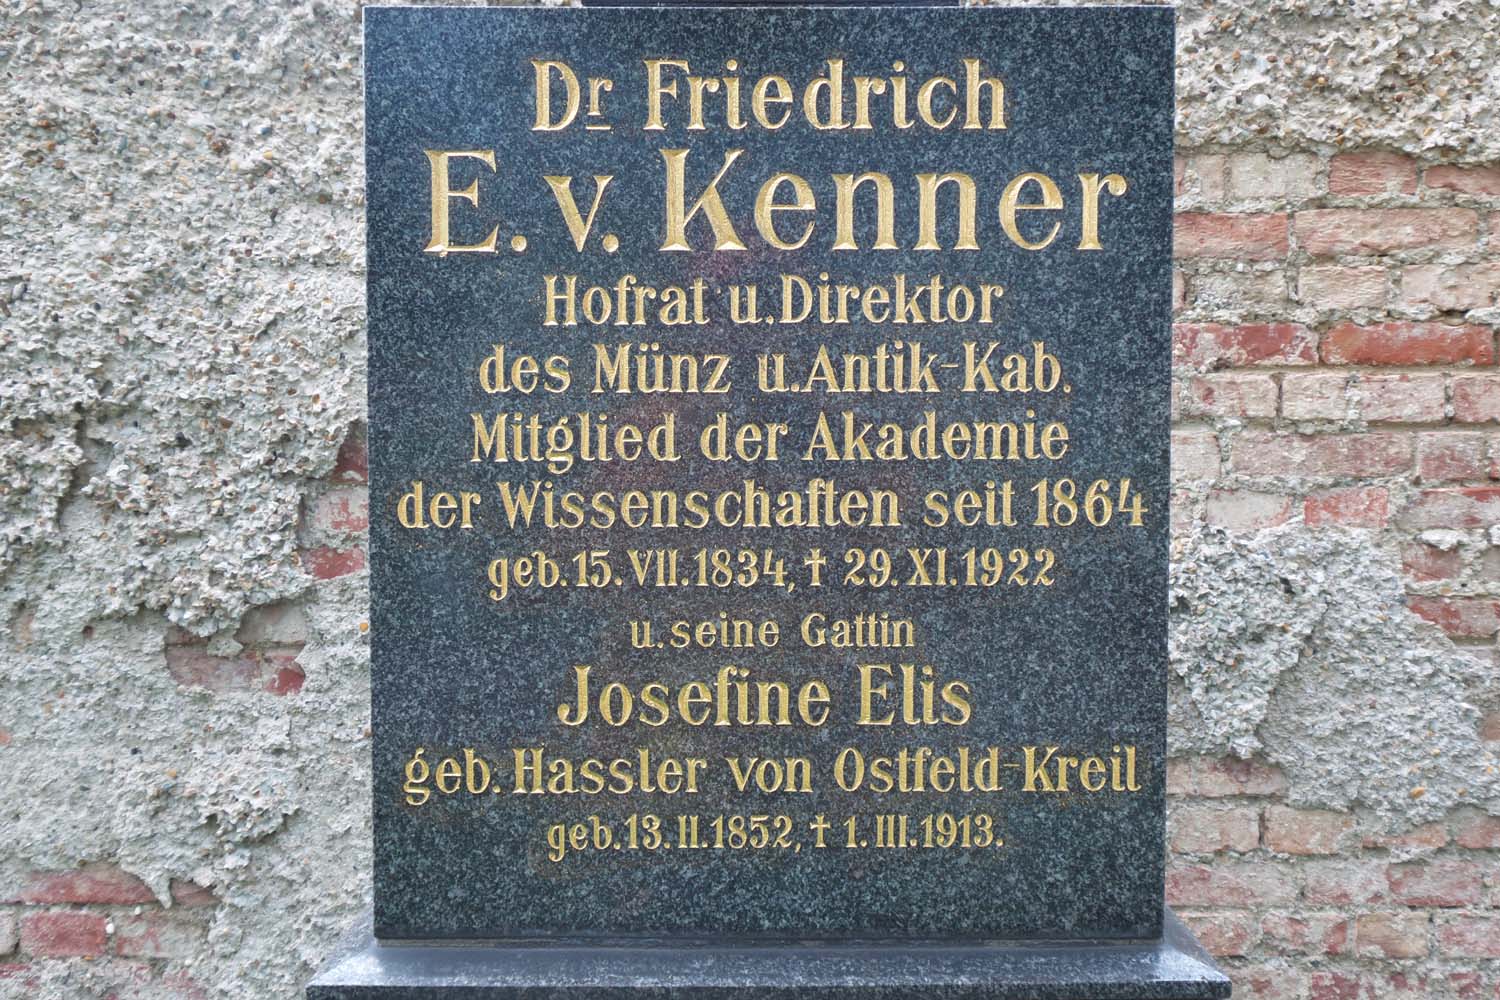 Dr Friedrich
E. v. Kenner
Hofrat u. Direktor
des Münz u. Antik-Kab.
Mitglied der Akademie
der Wissenschaften seit 1864
geb. 15. VII. 1834, † 29. XI. 1922
u. seine Gattin
Josefine Elis
geb. Hassler von Ostfeld-Kreil
geb. 13. II. 1852, † 1. III. 1913.